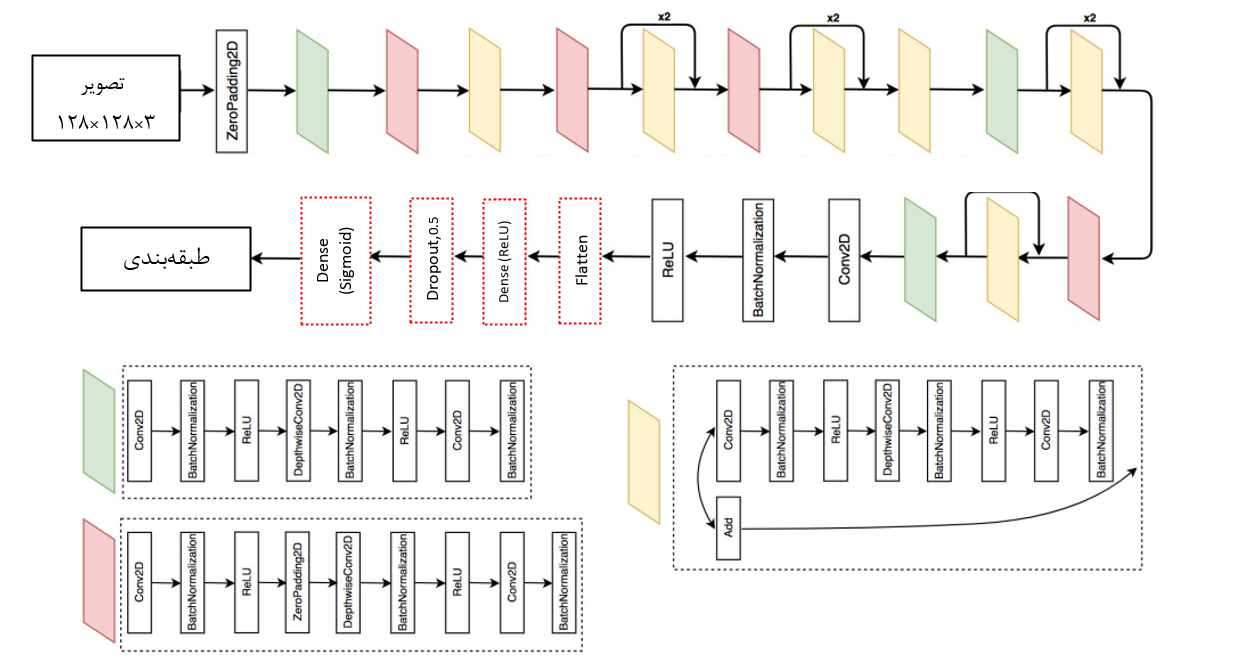 تصویر
۱۲۸×۱۲۸×۳
ZeroPadding2D
x2
x2
x2
طبقه‌بندی
Dense
(Sigmoid)
Dropout,0.5
Dense (ReLU)
Flatten
ReLU
BatchNormalization
Conv2D
Conv2D
BatchNormalization
ReLU
DepthwiseConv2D
BatchNormalization
ReLU
Conv2D
BatchNormalization
Conv2D
BatchNormalization
ReLU
DepthwiseConv2D
BatchNormalization
ReLU
Conv2D
BatchNormalization
Add
Conv2D
BatchNormalization
ReLU
ZeroPadding2D
DepthwiseConv2D
BatchNormalization
ReLU
Conv2D
BatchNormalization